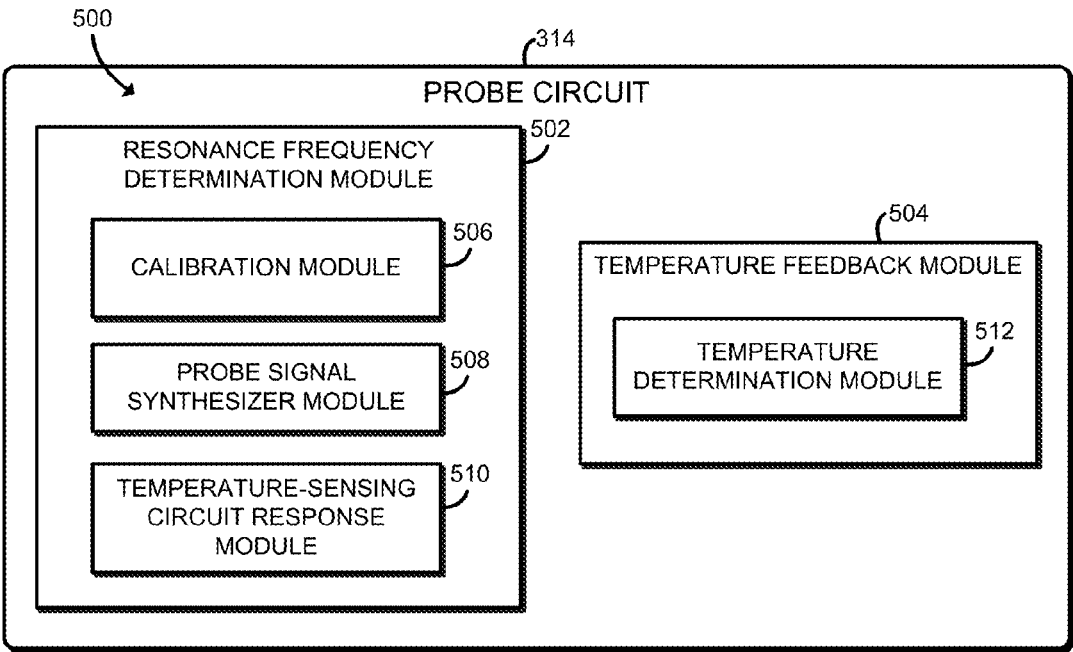 500
314
PROBE CIRCUIT
502
RESONANCE FREQUENCY
DETERMINATION MODULE
506
CALIBRATION MODULE
508
PROBE SIGNAL
SYNTHESIZER MODULE
510
TEMPERATURE-SENSING
CIRCUIT RESPONSE
MODULE
504
TEMPERATURE FEEDBACK MODULE
512
TEMPERATURE
DETERMINATION MODULE